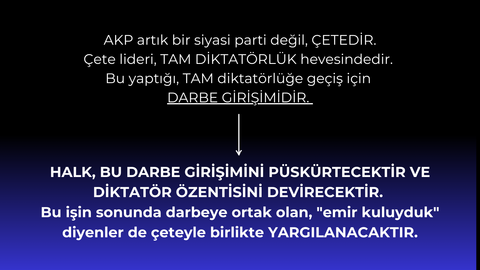 AKP artık bir siyasi parti değil, ÇETEDİR.
Çete lideri, TAM DİKTATÖRLÜK hevesindedir.
Bu yaptığı, TAM diktatörlüğe geçiş için
DARBE GİRİŞİMİDİR.
HALK, BU DARBE GİRİŞİMİNİ PÜSKÜRTECEKTİR VE
DİKTATÖR ÖZENTİSİNİ DEVİRECEKTİR.
Bu işin sonunda darbeye ortak olan, "emir kuluyduk"
diyenler de çeteyle birlikte YARGILANACAKTIR.